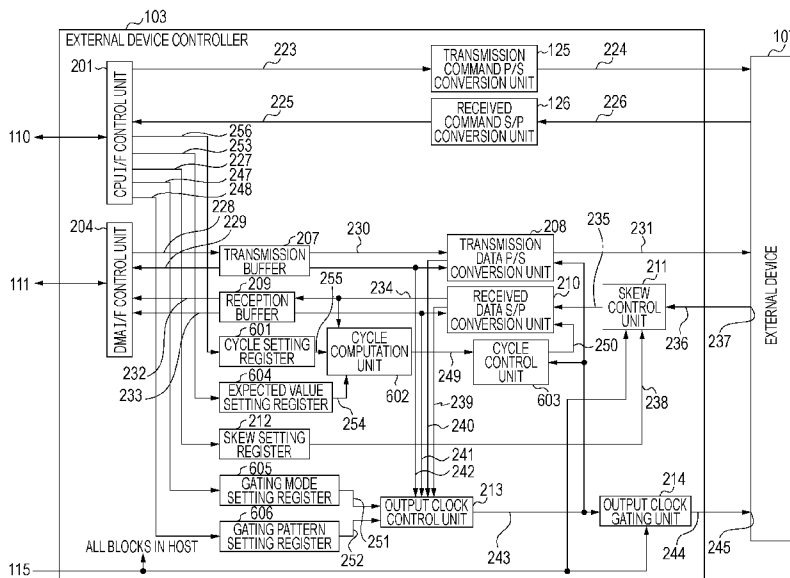 103
107
EXTERNAL DEVICE CONTROLLER
201
CPU I/F CONTROL UNIT
223
TRANSMISSION
COMMAND P/S
CONVERSION UNIT
125
224
225
RECEIVED
COMMAND S/P
CONVERSION UNIT
126
226
110
256
253
227
247
248
228
229
204
DMAI/F CONTROL UNIT
111
207
TRANSMISSION
BUFFER
230
208
TRANSMISSION
DATA P/S
CONVERSION UNIT
235
231
209
RECEPTION
BUFFER
255
234
210
RECEIVED
DATA S/P
CONVERSION UNIT
211
SKEW
CONTROL
UNIT
236
237
EXTERNAL DEVICE
232
233
601
CYCLE SETTING
REGISTER
CYCLE
COMPUTATION
UNIT
602
249
CYCLE
CONTROL
UNIT
603
250
604
EXPECTED VALUE
SETTING REGISTER
254
238
239
240
241
242
212
SKEW SETTING
REGISTER
605
GATING MODE
SETTING REGISTER
251
606
GATING PATTERN
SETTING REGISTER
252
213
OUTPUT CLOCK
CONTROL UNIT
243
214
OUTPUT CLOCK
GATING UNIT
244
245
ALL BLOCKS IN HOST
115